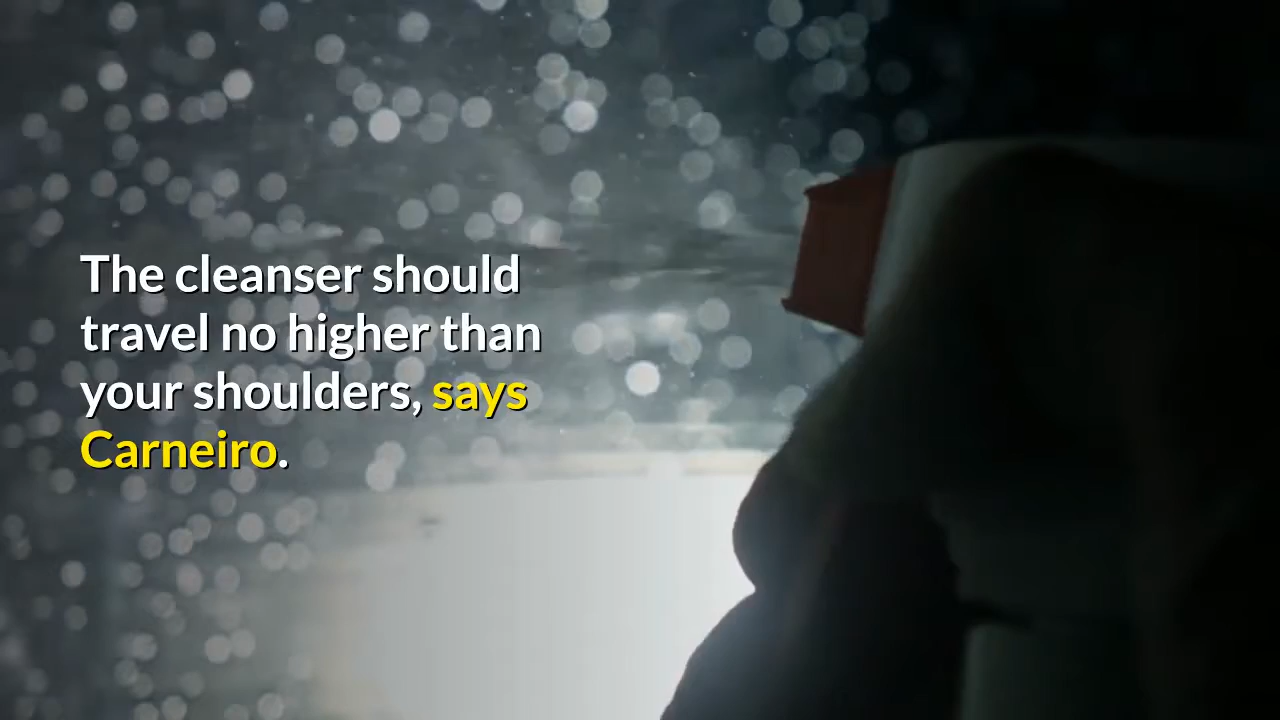 The cleanser should
travel no higher than
your shoulders, says
Carneiro.